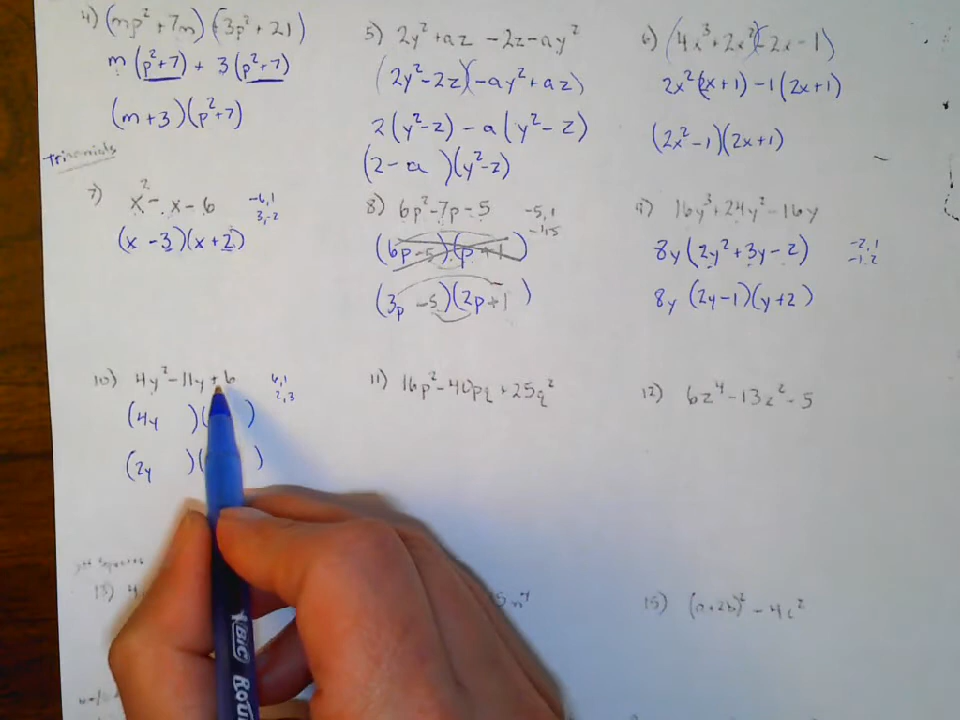 4) (mp² + 7m) (+3p² + 21)
m(p²+7) + 3(p²+7)
(m+3)(p²+7)
5) 2y² + az - 2z - ay²
(2y² - 2z)(-ay² + az)
2(y² - z) - a(y² - z)
(2 - a)(y² - z)
6) (4x³ + 2x²)(-2x - 1)
2x²(2x+1) - 1(2x+1)
(2x² - 1)(2x+1)
Trinomials
7) x² - x - 6
-6,1
3,-2
(x - 3)(x + 2)
8) 6p² - 7p - 5
-5,1
-1,5
(6p - 5)(p + 1)
(3p - 5)(2p + 1)
9) 16y³ + 24y² - 16y
8y(2y² + 3y - 2)
-2,1
-1,2
8y (2y - 1)(y + 2)
10) 4y² - 11y + 6
6,1
2,3
(4y )( )
(2y )( )
11) 16p² - 40pq + 25q²
12) 6z⁴ - 13z² - 5
Squares
13) 4
15) (a+2b)² - 4c²
BIC